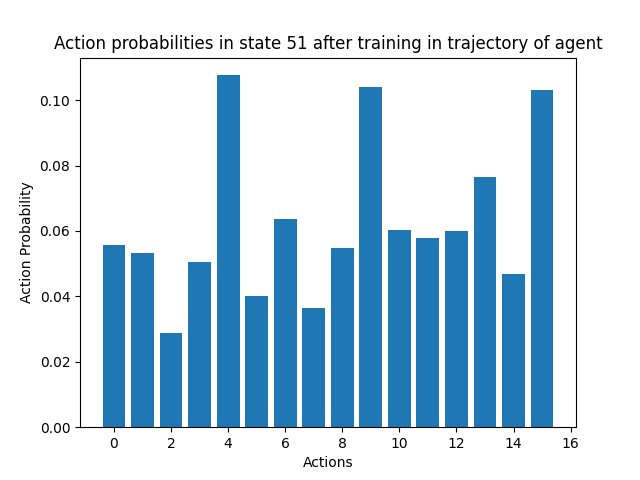 Action probabilities in state 51 after training in trajectory of agent
Action Probability
0.10
0.08
0.06
0.04
0.02
0.00
0 2 4 6 8 10 12 14 16
Actions